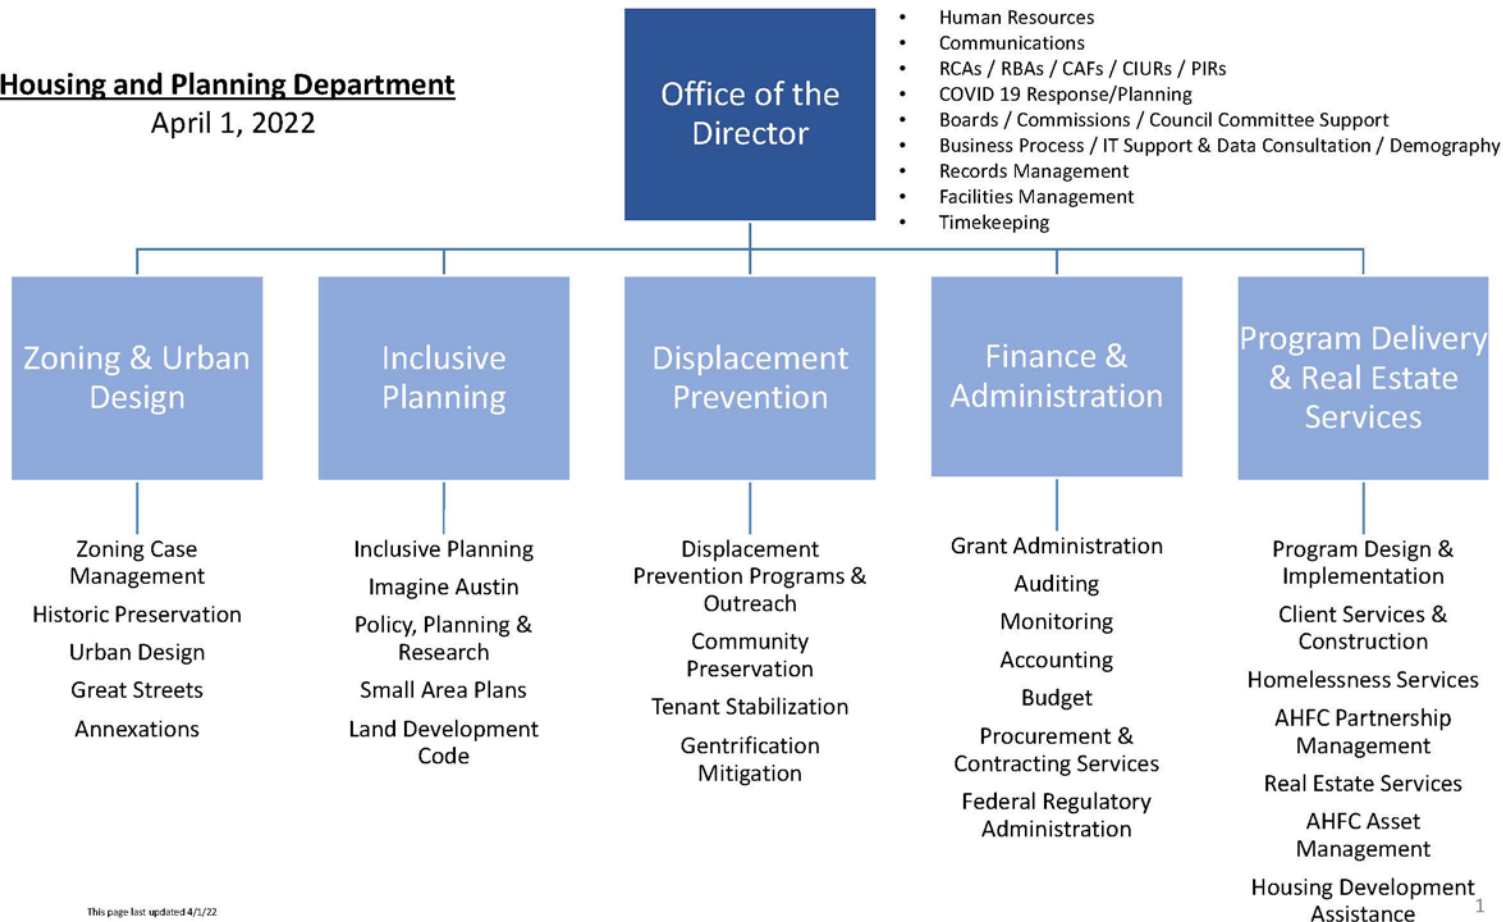 Housing and Planning Department
April 1, 2022
Office of the
Director
• Human Resources
• Communications
• RCAs / RBAs / CAFs / CIURs / PIRs
• COVID 19 Response/Planning
• Boards / Commissions / Council Committee Support
• Business Process / IT Support & Data Consultation / Demography
• Records Management
• Facilities Management
• Timekeeping
Zoning & Urban
Design
Zoning Case
Management
Historic Preservation
Urban Design
Great Streets
Annexations
Inclusive
Planning
Inclusive Planning
Imagine Austin
Policy, Planning &
Research
Small Area Plans
Land Development
Code
Displacement
Prevention
Displacement
Prevention Programs &
Outreach
Community
Preservation
Tenant Stabilization
Gentrification
Mitigation
Finance &
Administration
Grant Administration
Auditing
Monitoring
Accounting
Budget
Procurement &
Contracting Services
Federal Regulatory
Administration
Program Delivery
& Real Estate
Services
Program Design &
Implementation
Client Services &
Construction
Homelessness Services
AHFC Partnership
Management
Real Estate Services
AHFC Asset
Management
Housing Development
Assistance
This page last updated 4/1/22
1